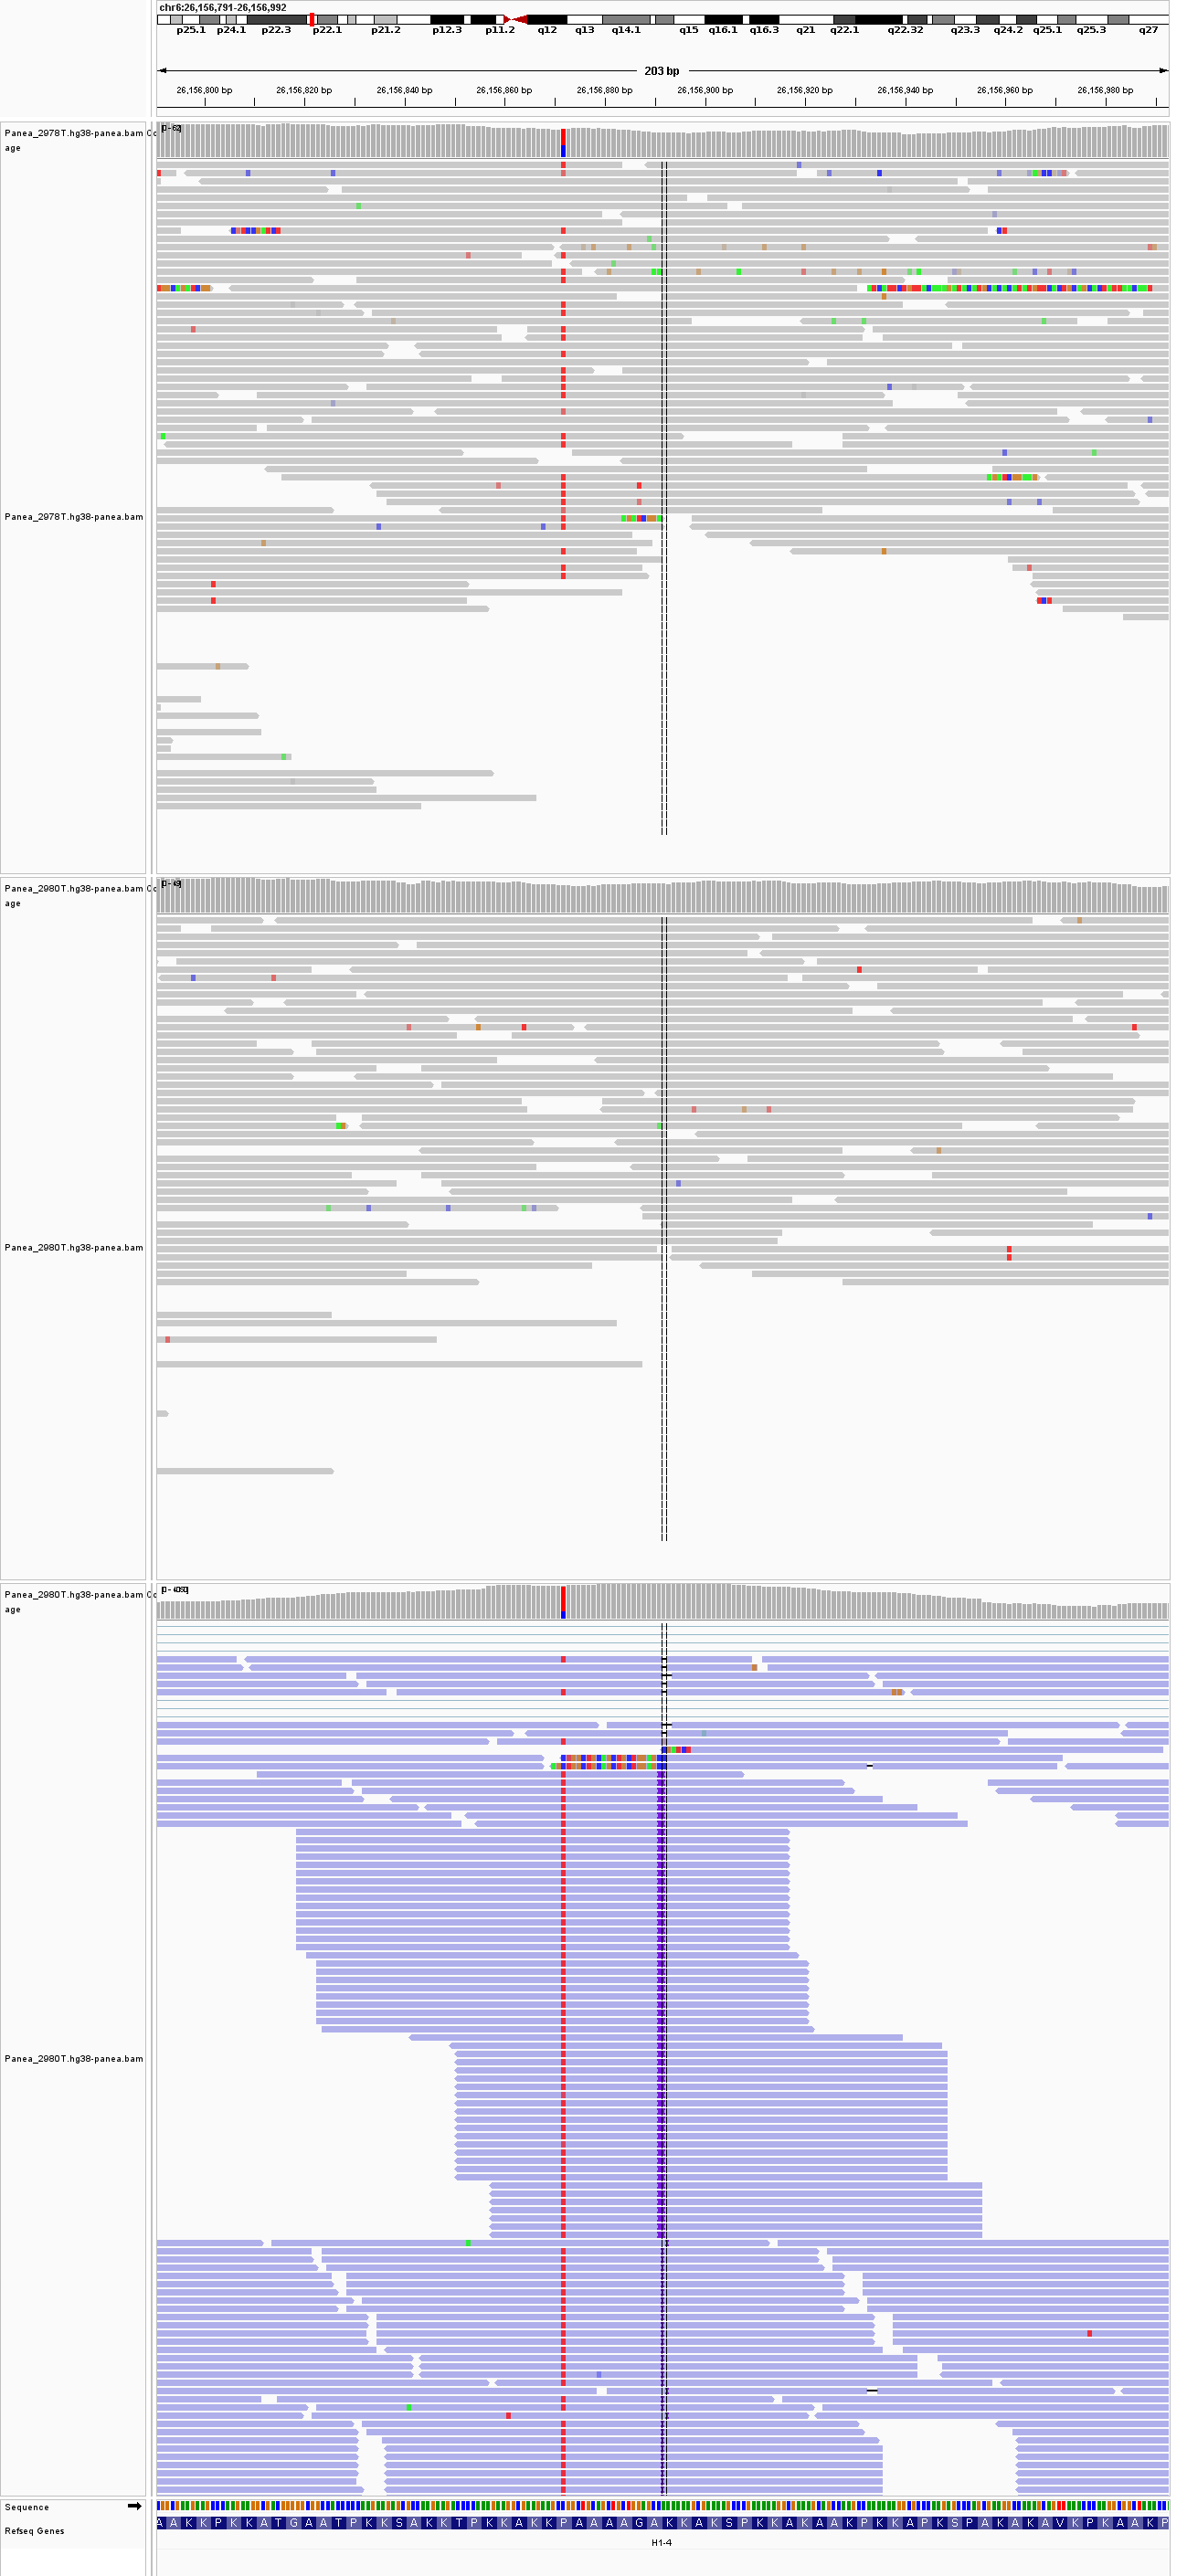 chr6:26,156,791-26,156,992
p25.1 p24.1 p22.3 p22.1 p21.2 p12.3 p11.2 q12 q13 q14.1 q15 q16.1 q16.3 q21 q22.1 q22.32 q23.3 q24.2 q25.1 q25.3 q27
203 bp
26,156,800 bp 26,156,820 bp 26,156,840 bp 26,156,860 bp 26,156,880 bp 26,156,900 bp 26,156,920 bp 26,156,940 bp 26,156,960 bp 26,156,980 bp
Panea_2978T.hg38-panea.bam Co
age
Panea_2978T.hg38-panea.bam
Panea_2980T.hg38-panea.bam Co
age
Panea_2980T.hg38-panea.bam
Panea_2980T.hg38-panea.bam Co
age
Panea_2980T.hg38-panea.bam
Sequence
Refseq Genes
A A K K P K K A T G A A T P K K S A K K T P K K A K K P A A A A G A K K A K S P K K A K A A K P K K A P K S P A K A K A V K P K A A K P
H1-4